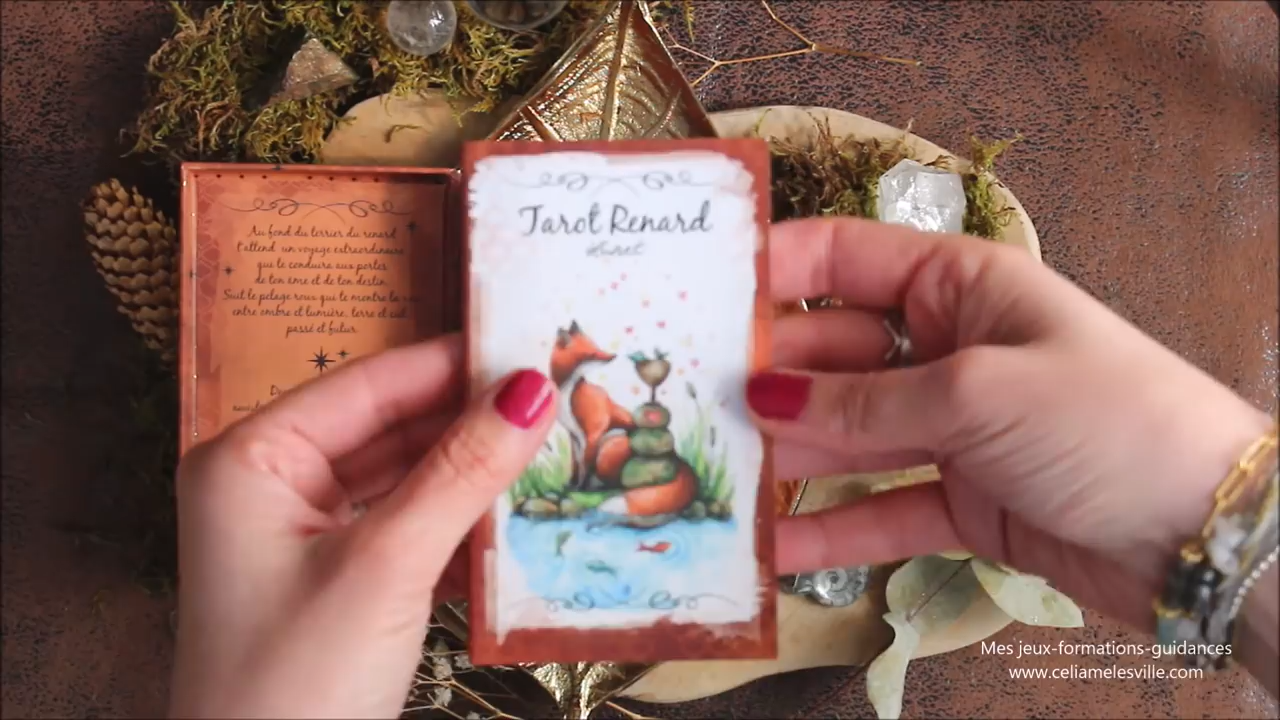 Au fond du terrier du renard
t'attend un voyage extraordinaire
qui te conduira aux portes
de ton âme et de ton destin.
Suit le pelage roux qui te montre la
entre ombre et lumière, terre et ciel
passé et futur.
Tarot Renard
Livret
Mes jeux-formations-guidances
www.celiamelesville.com